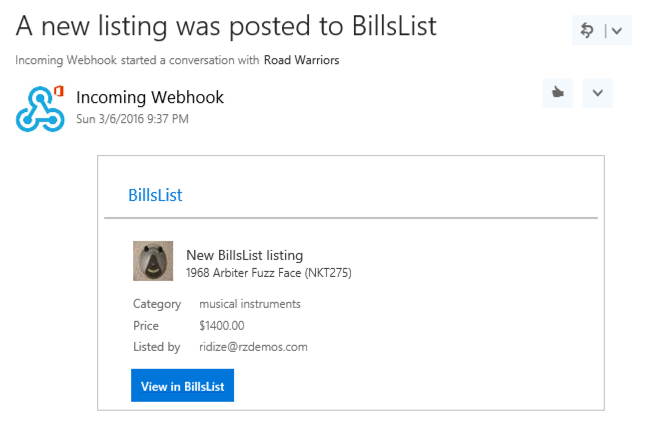 A new listing was posted to BillsList
Incoming Webhook started a conversation with Road Warriors
Incoming Webhook
Sun 3/6/2016 9:37 PM
BillsList
New BillsList listing
1968 Arbiter Fuzz Face (NKT275)
Category musical instruments
Price $1400.00
Listed by ridize@rzdemos.com
View in BillsList